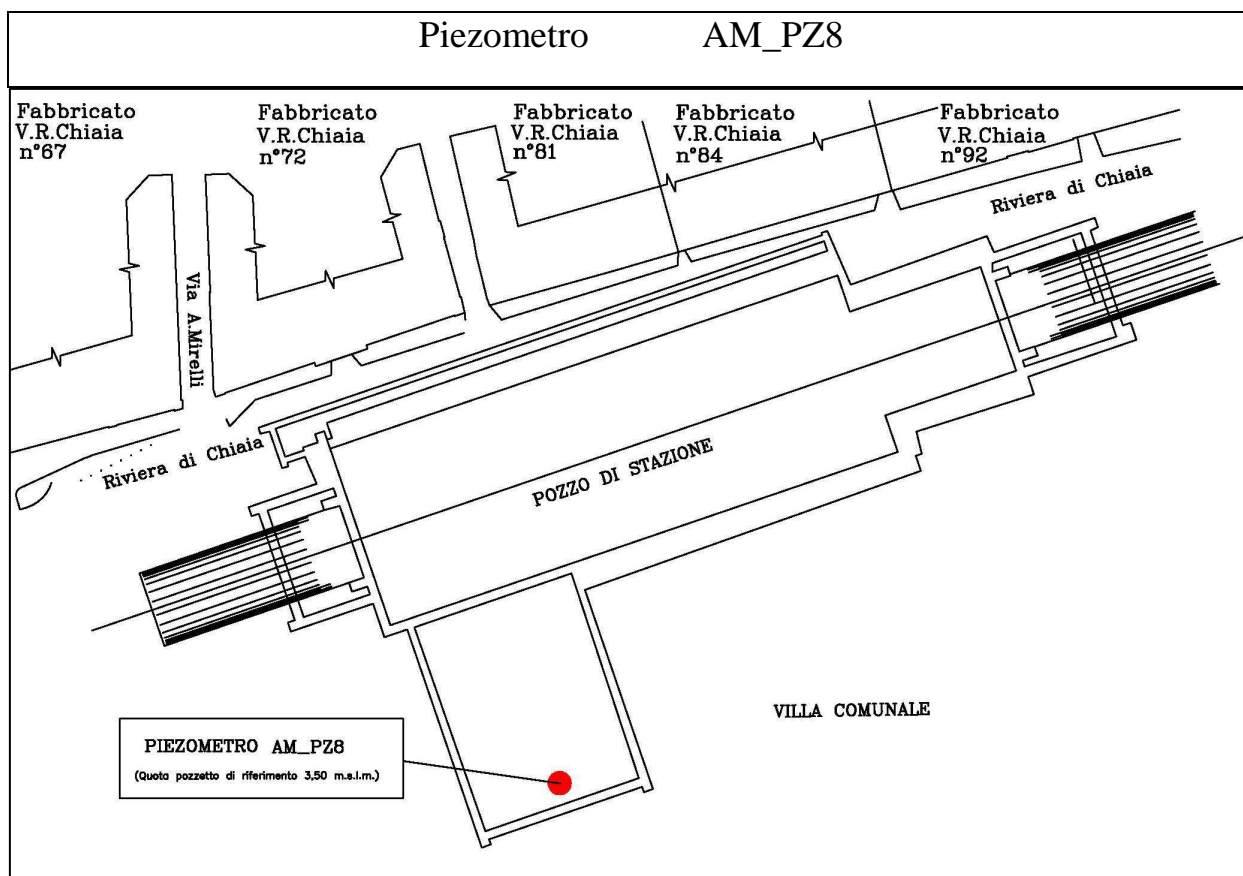 Piezometro AM_PZ8
Fabbricato
V.R.Chiaia
n°67
Fabbricato
V.R.Chiaia
n°72
Fabbricato
V.R.Chiaia
n°81
Fabbricato
V.R.Chiaia
n°84
Fabbricato
V.R.Chiaia
n°92
Riviera di Chiaia
Via A.Mirelli
Riviera di Chiaia
POZZO DI STAZIONE
VILLA COMUNALE
PIEZOMETRO AM_PZ8
(Quota pozzetto di riferimento 3,50 m.s.l.m.)